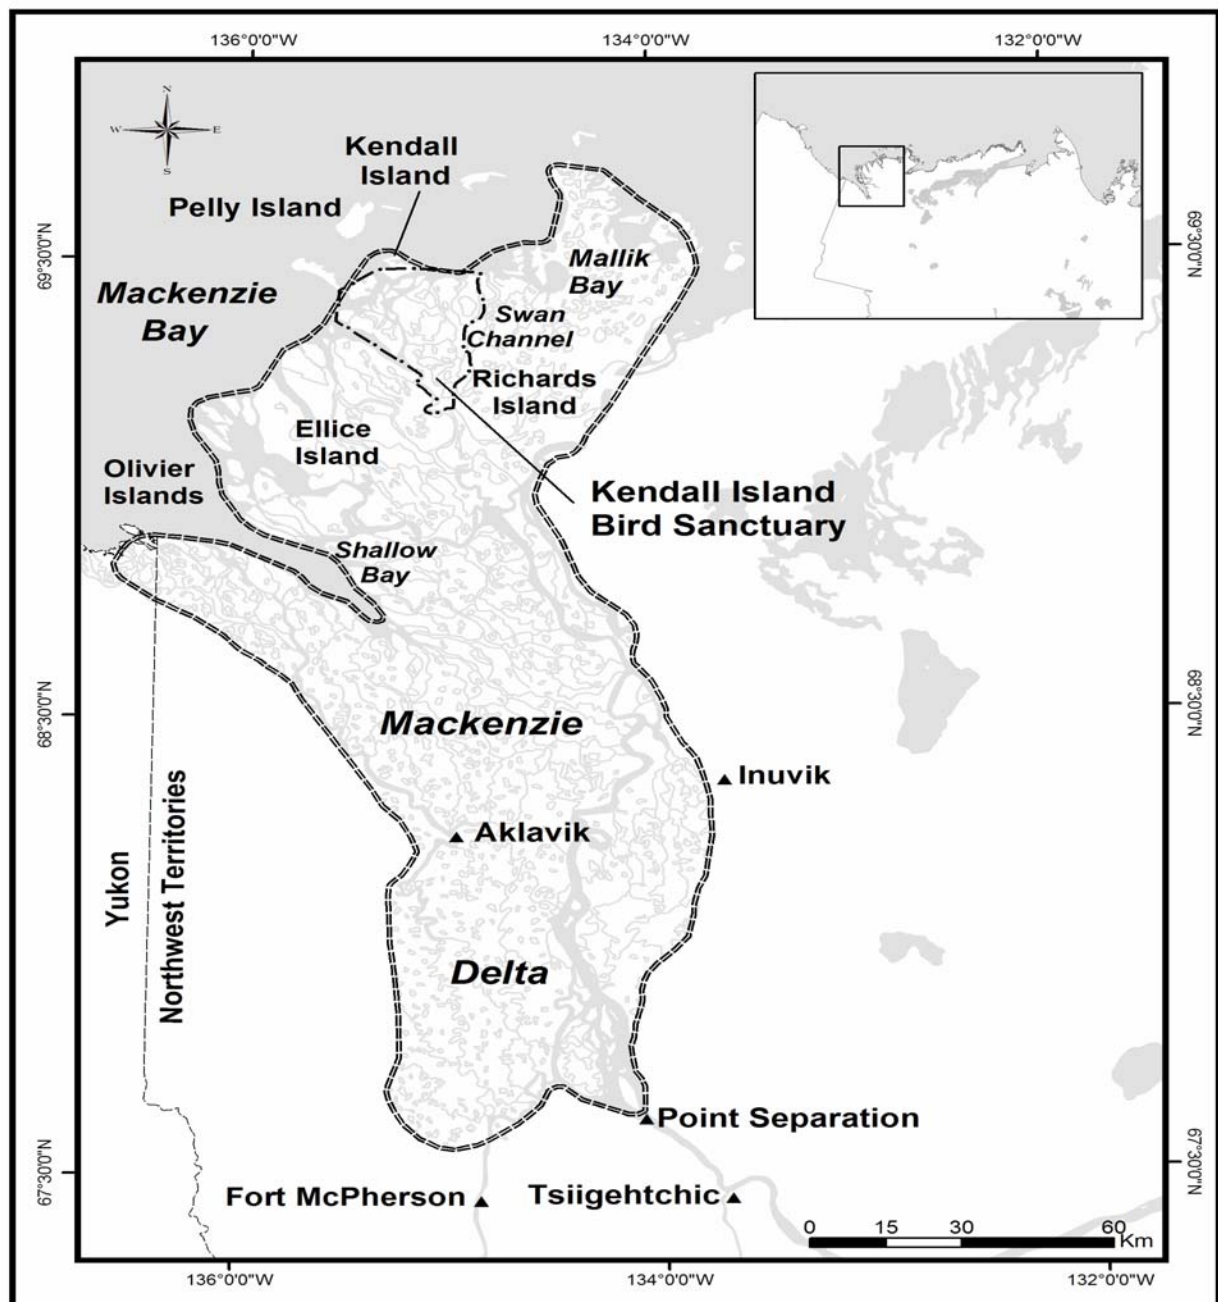 136°0'0"W
134°0'0"W
132°0'0"W
N
W
E
S
Kendall
Island
Pelly Island
69°30'0"N
69°30'0"N
Mackenzie
Bay
Mallik
Bay
Swan
Channel
Richards
Island
Ellice
Island
Olivier
Islands
Kendall Island
Bird Sanctuary
Shallow
Bay
68°30'0"N
68°30'0"N
Mackenzie
Inuvik
Aklavik
Yukon
Northwest Territories
Delta
Point Separation
67°30'0"N
67°30'0"N
Fort McPherson
Tsiigehtchic
0
15
30
60
Km
136°0'0"W
134°0'0"W
132°0'0"W